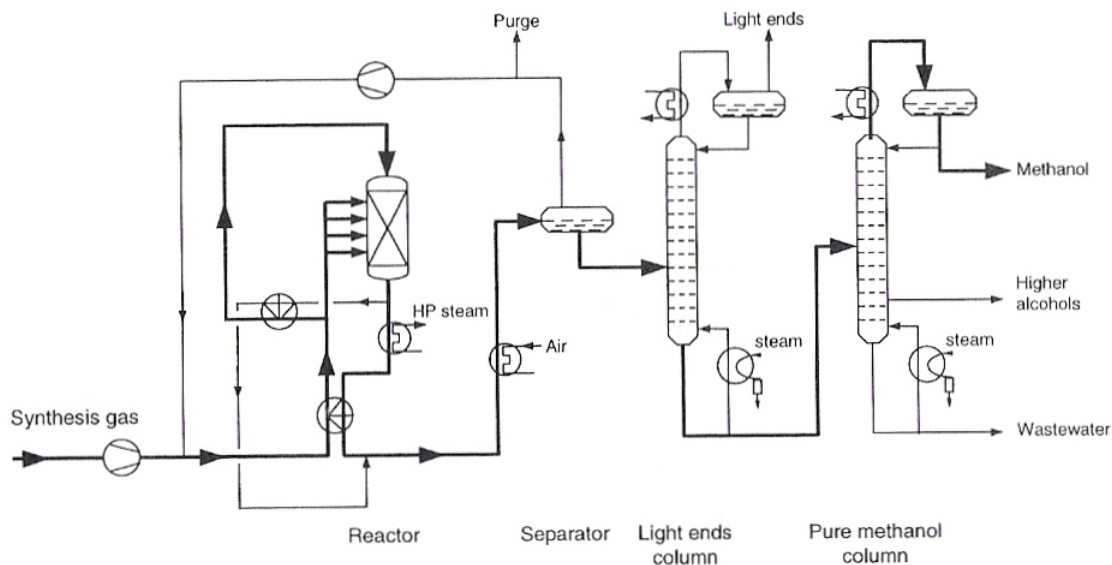 Purge
Light ends
Methanol
HP steam
Higher
alcohols
Air
steam
steam
Synthesis gas
Wastewater
Reactor
Separator
Light ends
column
Pure methanol
column